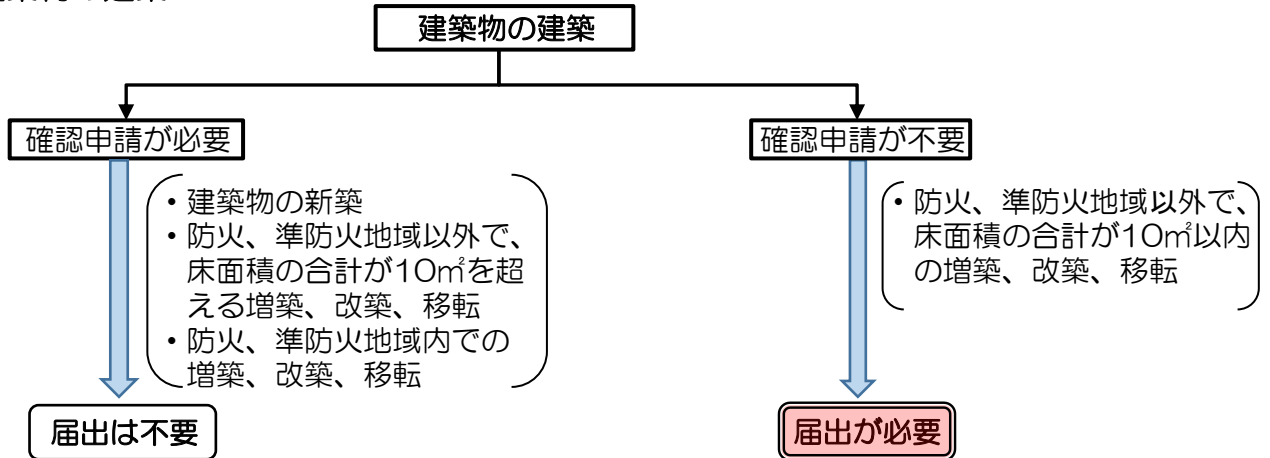 建築物の建築
確認申請が必要
確認申請が不要
・建築物の新築
・防火、準防火地域以外で、
床面積の合計が10㎡を超
える増築、改築、移転
・防火、準防火地域内での
増築、改築、移転
・防火、準防火地域以外で、
床面積の合計が10㎡以内
の増築、改築、移転
届出は不要
届出が必要